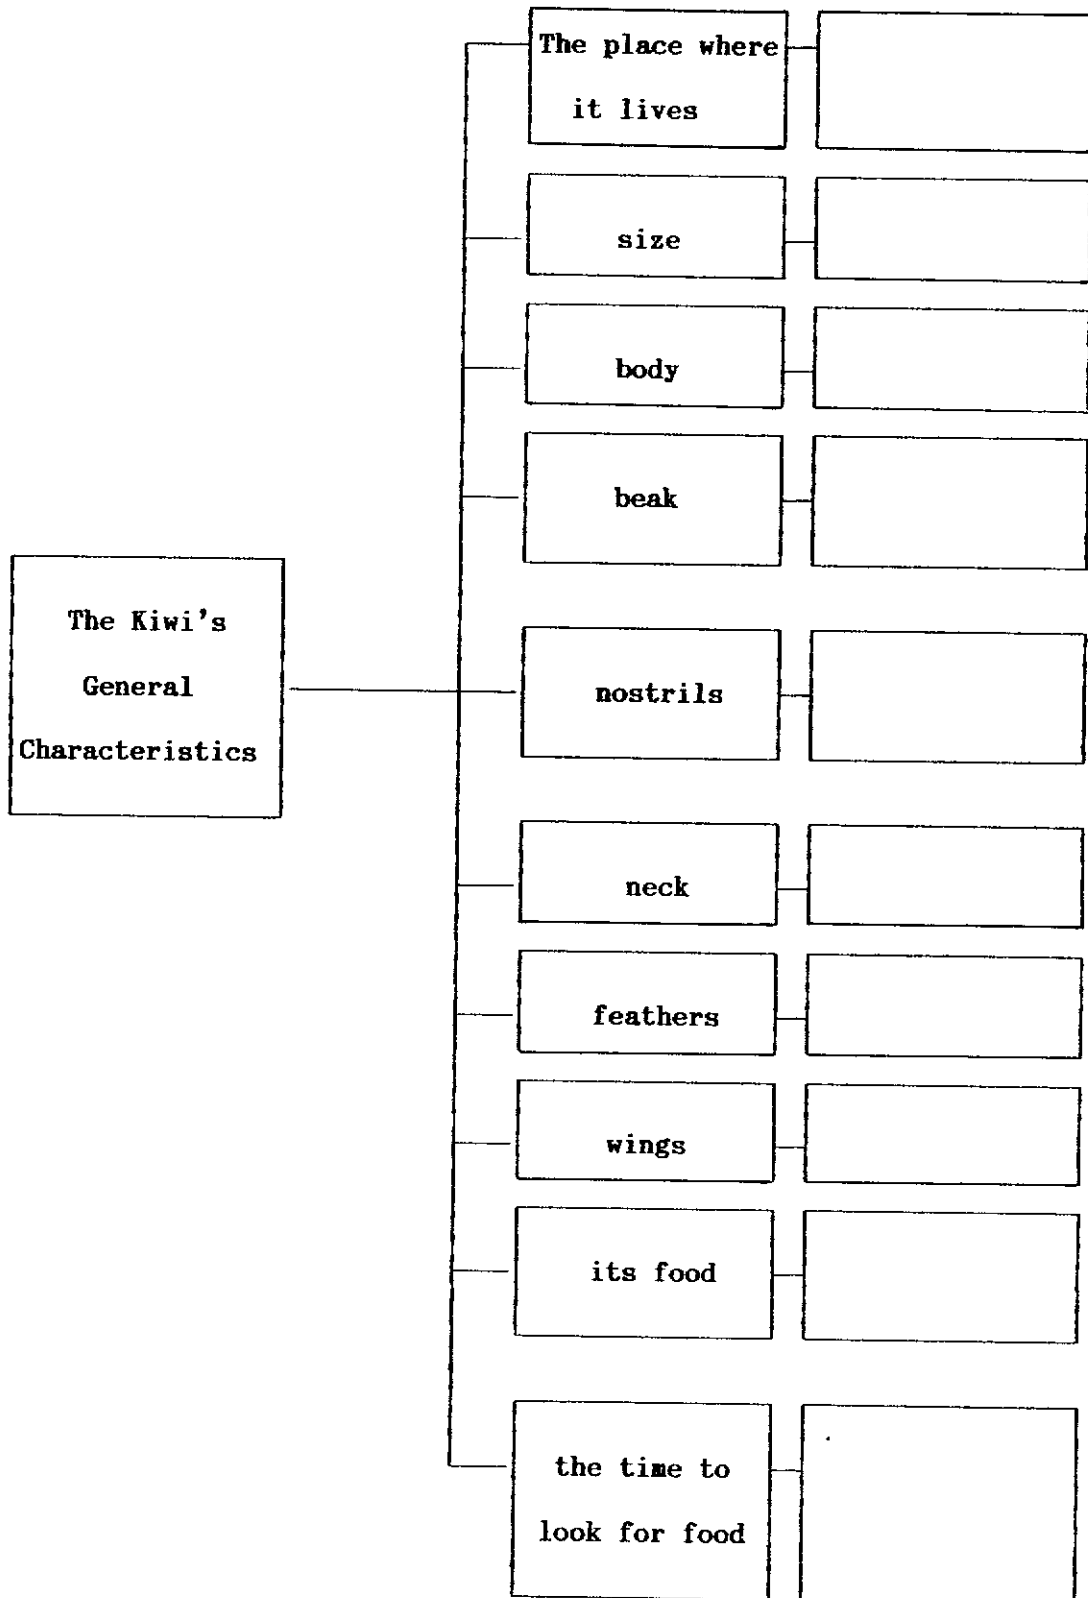 The place where
it lives
size
body
beak
The Kiwi's
General
Characteristics
nostrils
neck
feathers
wings
its food
the time to
look for food